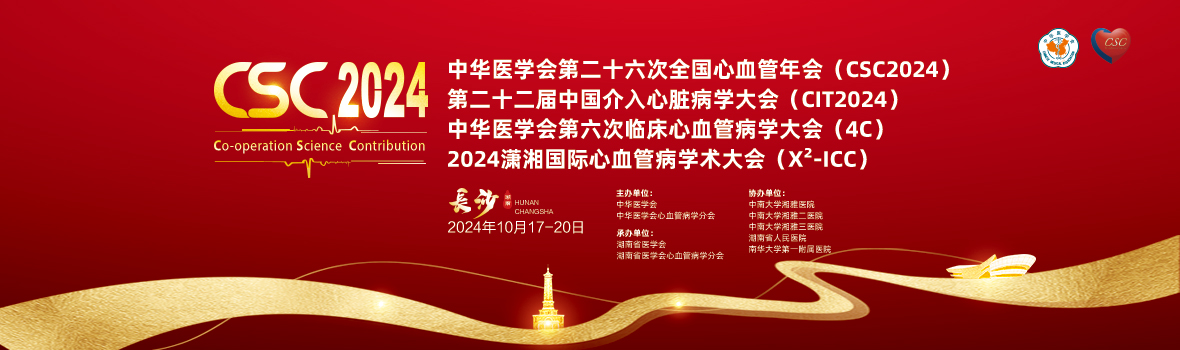 CSC 2024
Co-operation Science Contribution
中华医学会第二十六次全国心血管年会（CSC2024）
第二十二届中国介入心脏病学大会（CIT2024）
中华医学会第六次临床心血管病学大会（4C）
2024潇湘国际心血管病学术大会（X²-ICC）
長沙
HUNAN
CHANGSHA
2024年10月17-20日
主办单位：
中华医学会
中华医学会心血管病学分会
承办单位：
湖南省医学会
湖南省医学会心血管病学分会
协办单位：
中南大学湘雅医院
中南大学湘雅二医院
中南大学湘雅三医院
湖南省人民医院
南华大学第一附属医院
CSC